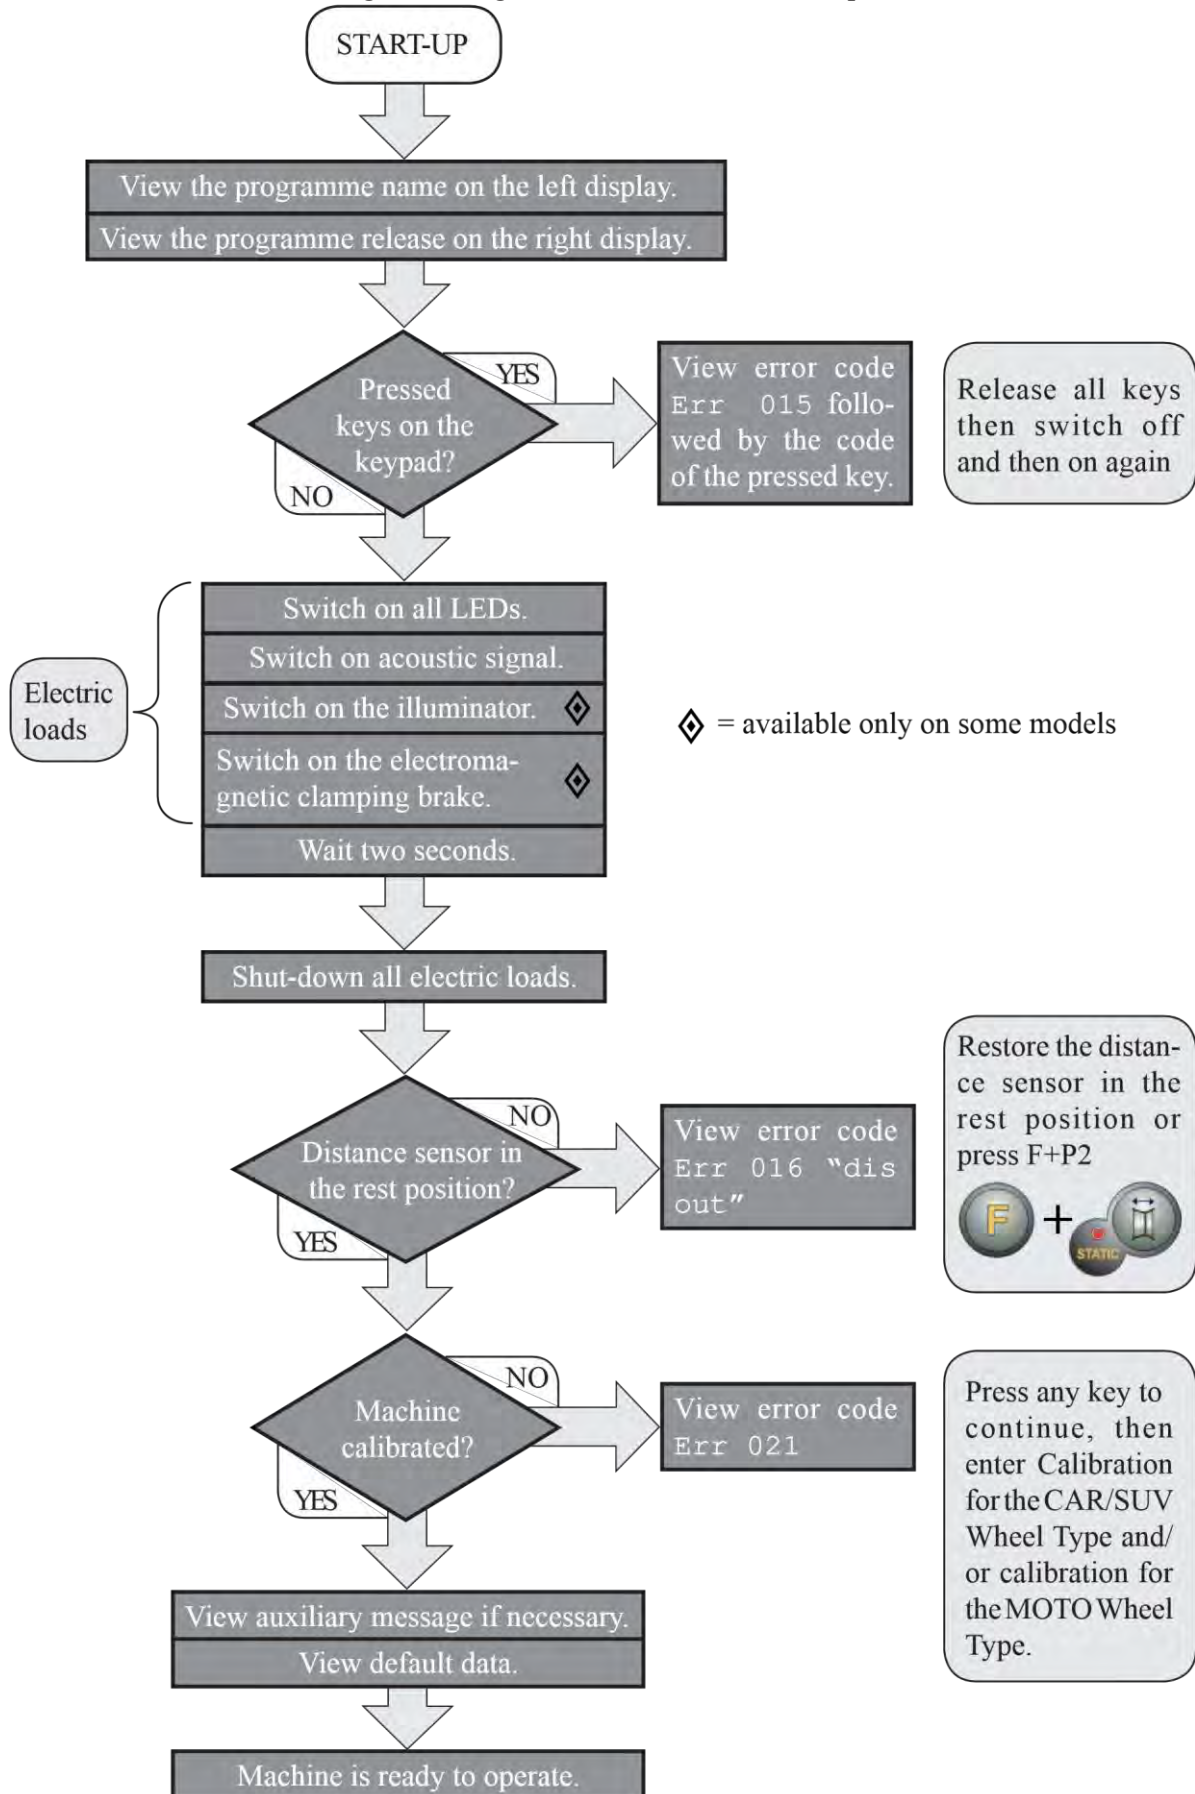 START-UP
View the programme name on the left display.
View the programme release on the right display.
Pressed
keys on the
keypad?
YES
NO
View error code
Err 015 follo-
wed by the code
of the pressed key.
Release all keys
then switch off
and then on again
Electric
loads
Switch on all LEDs.
Switch on acoustic signal.
Switch on the illuminator.
Switch on the electroma-
gnetic clamping brake.
Wait two seconds.
= available only on some models
Shut-down all electric loads.
Distance sensor in
the rest position?
NO
YES
View error code
Err 016 “dis
out”
Restore the distan-
ce sensor in the
rest position or
press F+P2
F
+
STATIC
Machine
calibrated?
NO
YES
View error code
Err 021
Press any key to
continue, then
enter Calibration
for the CAR/SUV
Wheel Type and/
or calibration for
the MOTO Wheel
Type.
View auxiliary message if necessary.
View default data.
Machine is ready to operate.